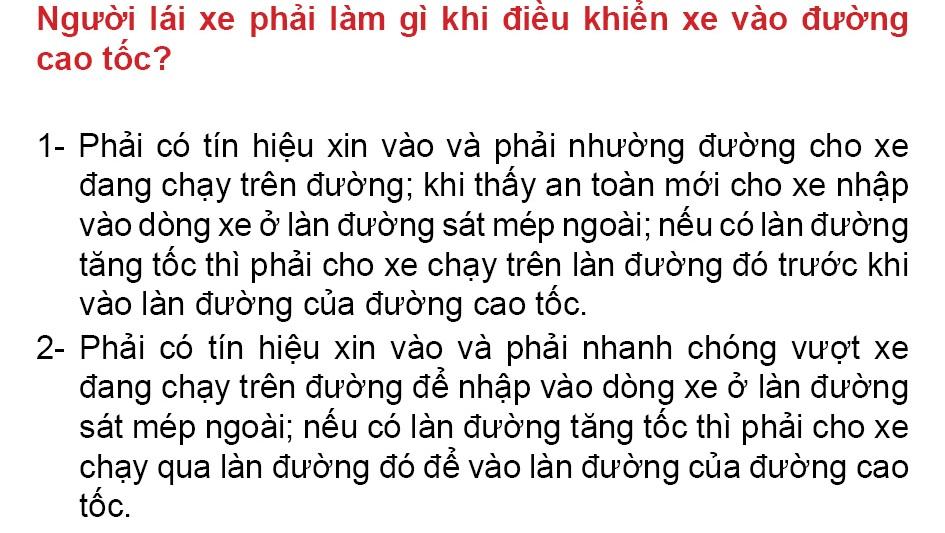 Người lái xe phải làm gì khi điều khiển xe vào đường
cao tốc?
1- Phải có tín hiệu xin vào và phải nhường đường cho xe
đang chạy trên đường; khi thấy an toàn mới cho xe nhập
vào dòng xe ở làn đường sát mép ngoài; nếu có làn đường
tăng tốc thì phải cho xe chạy trên làn đường đó trước khi
vào làn đường của đường cao tốc.
2- Phải có tín hiệu xin vào và phải nhanh chóng vượt xe
đang chạy trên đường để nhập vào dòng xe ở làn đường
sát mép ngoài; nếu có làn đường tăng tốc thì phải cho xe
chạy qua làn đường đó để vào làn đường của đường cao
tốc.